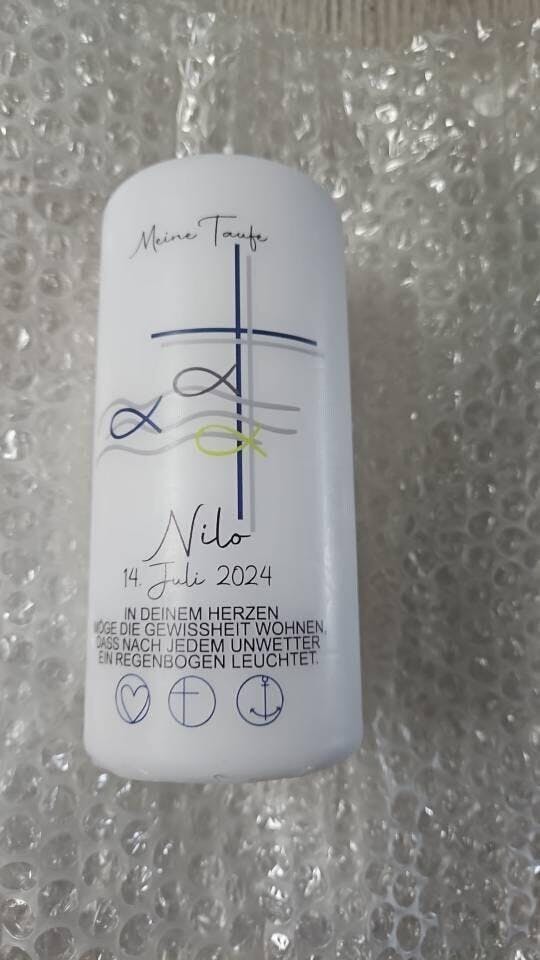 Meine Taufe
Nilo
14. Juli 2024
IN DEINEM HERZEN
MÖGE DIE GEWISSHEIT WOHNEN,
DASS NACH JEDEM UNWETTER
EIN REGENBOGEN LEUCHTET.